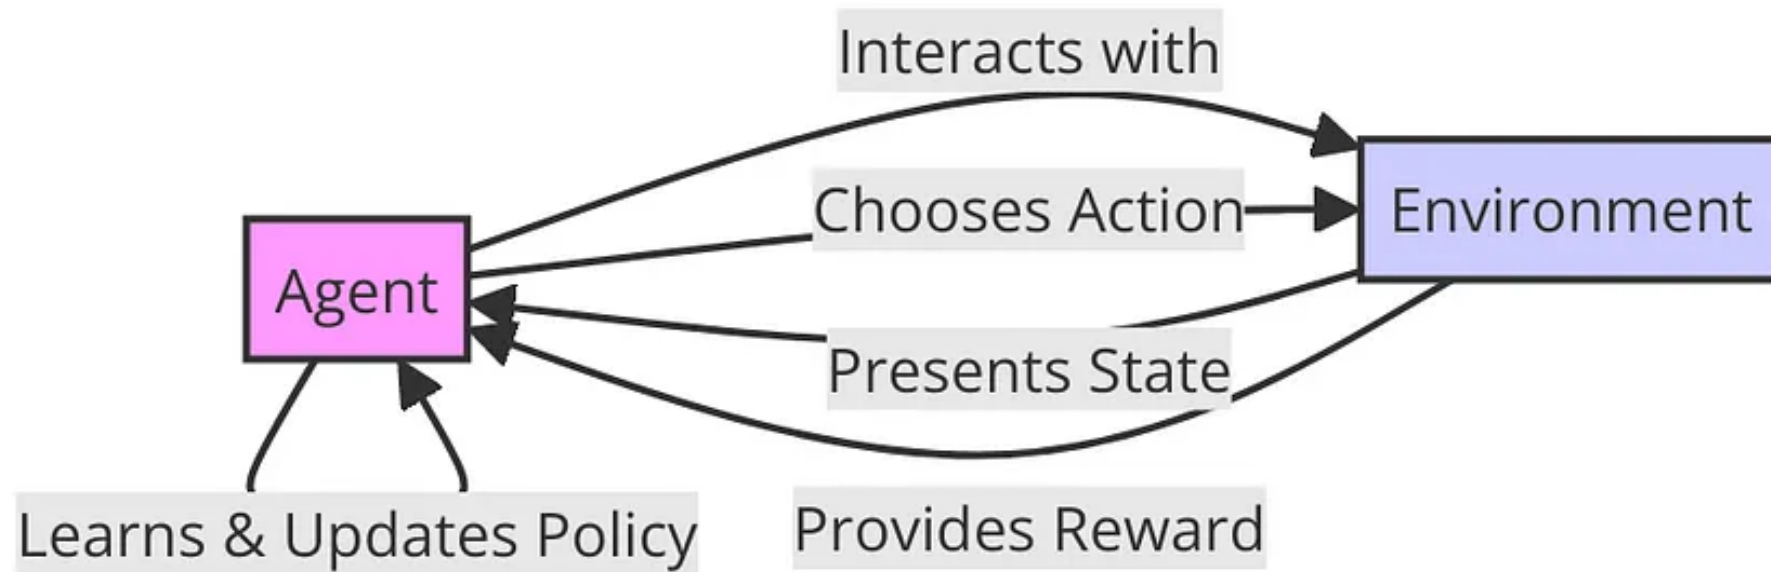 Interacts with
Chooses Action
Environment
Agent
Presents State
Learns & Updates Policy
Provides Reward